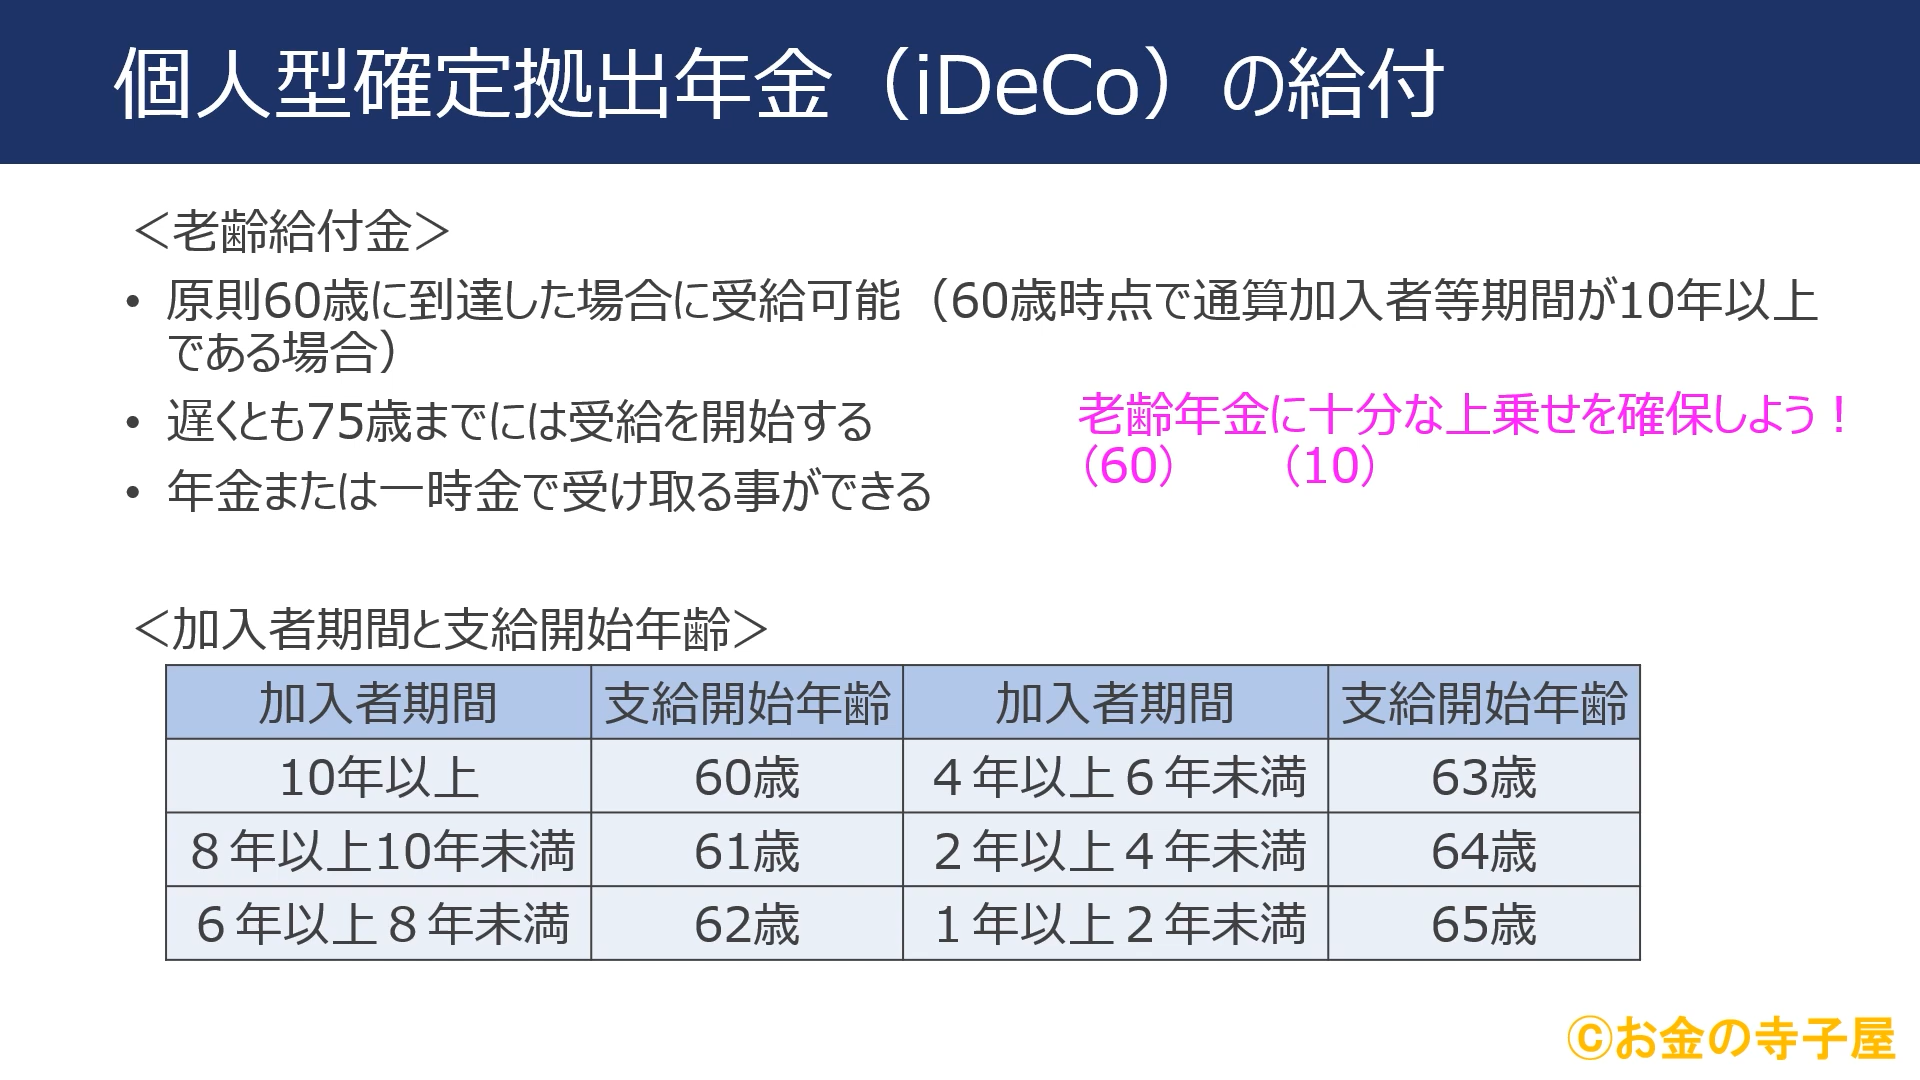 個人型確定拠出年金（iDeCo）の給付
＜老齢給付金＞
• 原則60歳に到達した場合に受給可能（60歳時点で通算加入者等期間が10年以上
である場合）
• 遅くとも75歳までには受給を開始する
• 年金または一時金で受け取る事ができる
老齢年金に十分な上乗せを確保しよう！
（60） （10）
＜加入者期間と支給開始年齢＞
加入者期間 支給開始年齢 加入者期間 支給開始年齢
10年以上 60歳 ４年以上６年未満 63歳
８年以上10年未満 61歳 ２年以上４年未満 64歳
６年以上８年未満 62歳 １年以上２年未満 65歳
©お金の寺子屋